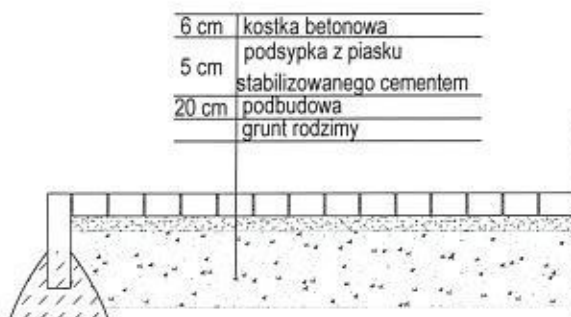 6 cm kostka betonowa
podsypka z piasku
5 cm
stabilizowanego cementem
20 cm podbudowa
grunt rodzimy